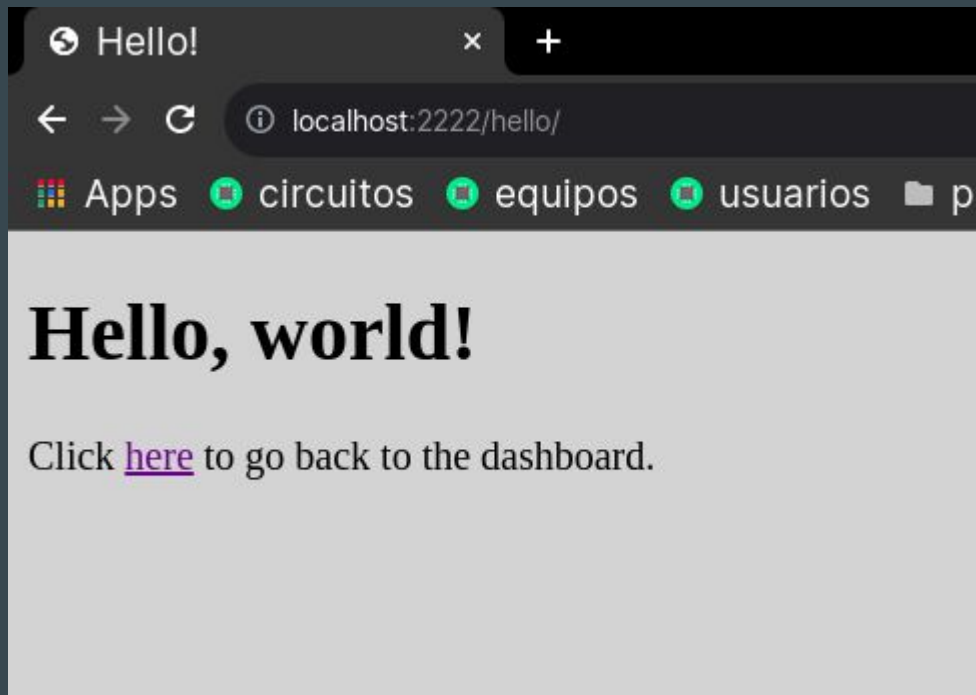 Hello!
localhost:2222/hello/
Apps circuitos equipos usuarios p
Hello, world!
Click here to go back to the dashboard.